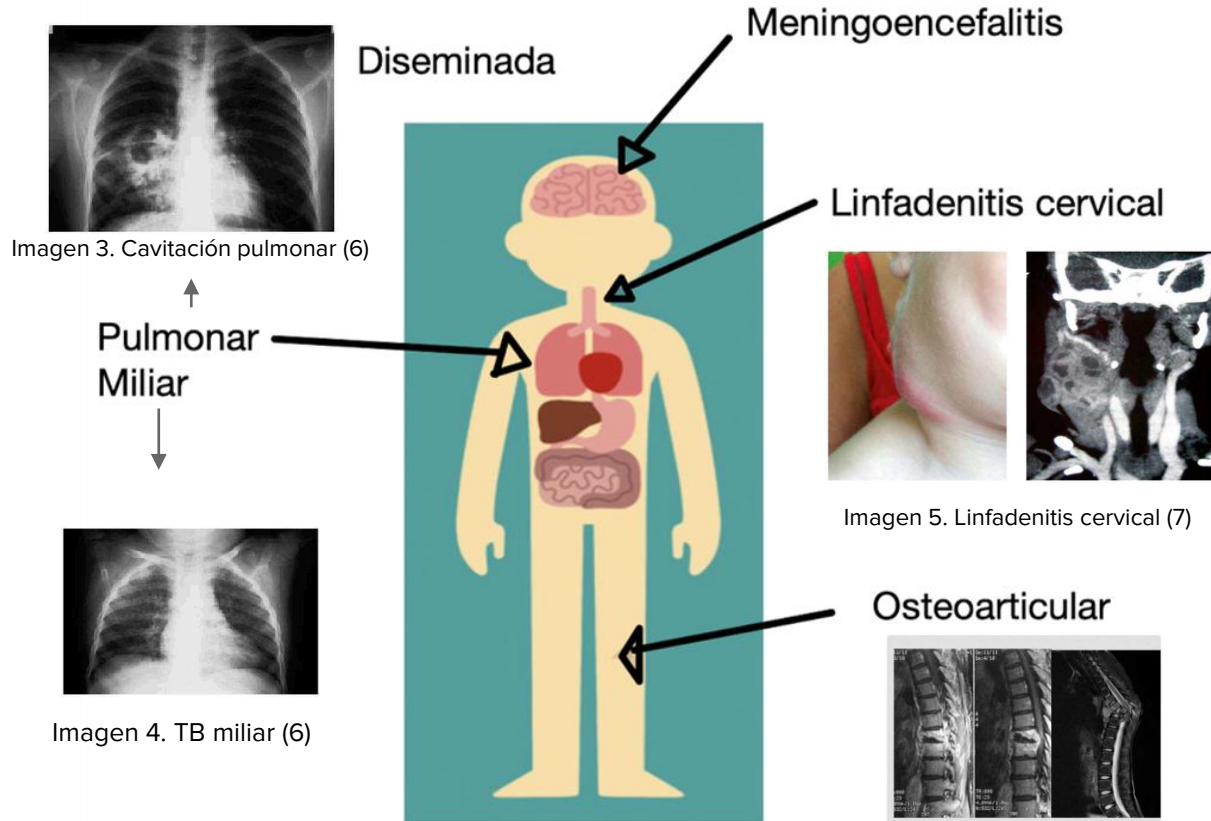 Meningoencefalitis
Diseminada
Linfadenitis cervical
Imagen 3. Cavitación pulmonar (6)
Pulmonar
Miliar
Imagen 5. Linfadenitis cervical (7)
Osteoarticular
Imagen 4. TB miliar (6)